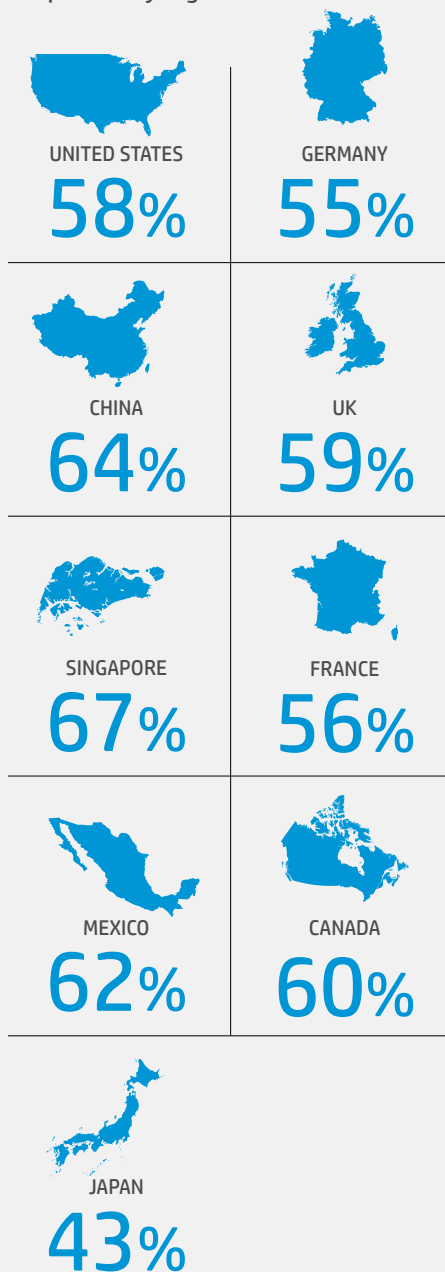 UNITED STATES
58%
GERMANY
55%
CHINA
64%
UK
59%
SINGAPORE
67%
FRANCE
56%
MEXICO
62%
CANADA
60%
JAPAN
43%